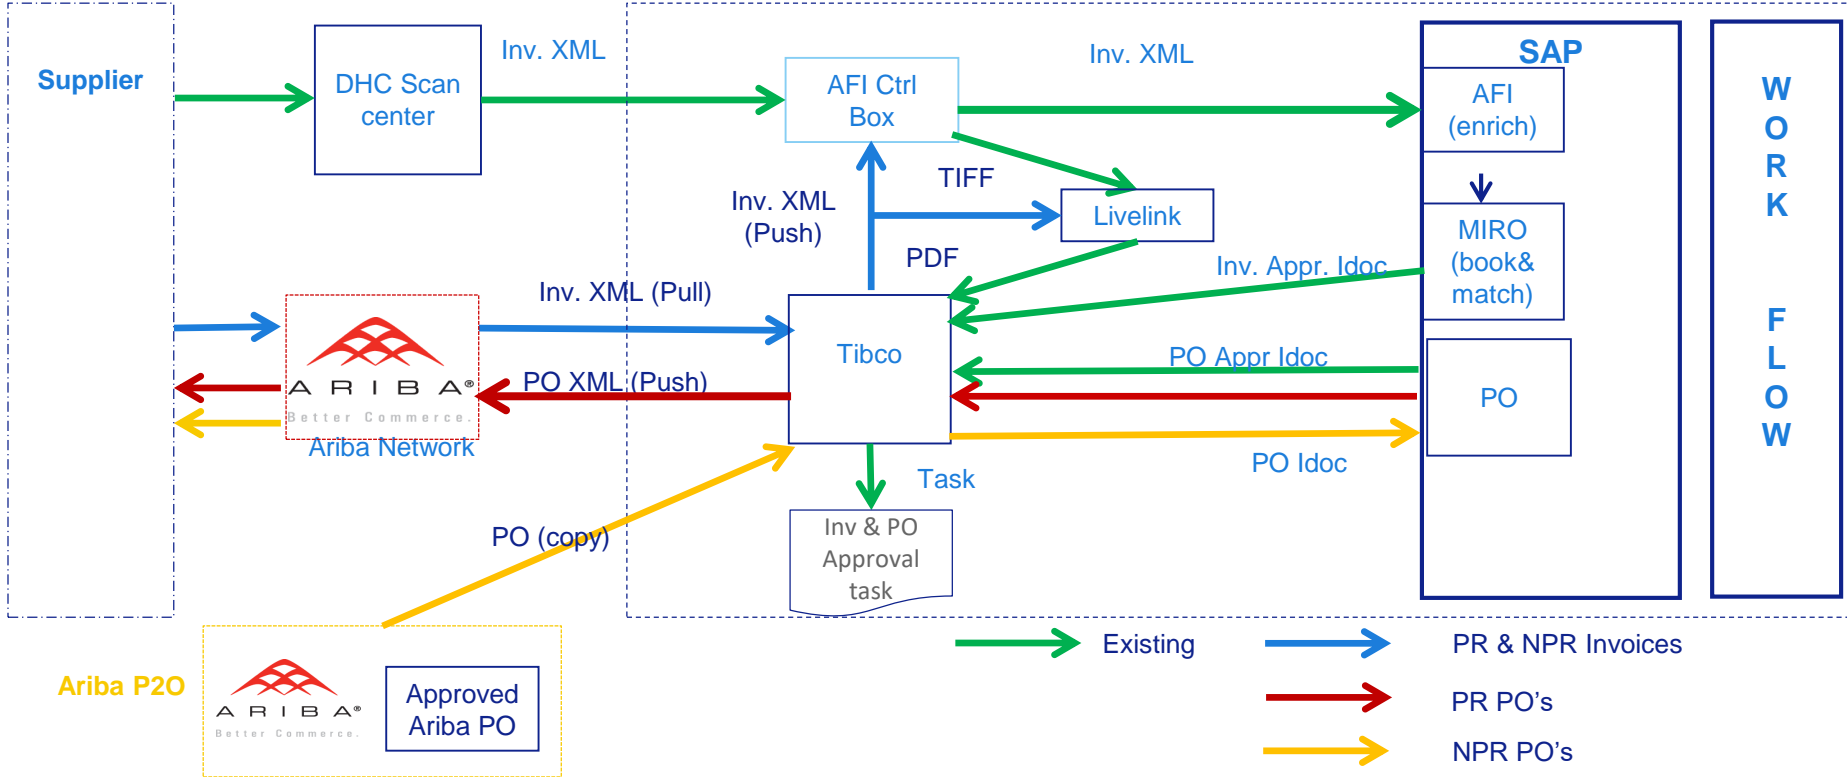 Supplier
DHC Scan
center
Inv. XML
AFI Ctrl
Box
Inv. XML
SAP
AFI
(enrich)
W
O
R
K
F
L
O
W
TIFF
Inv. XML
(Push)
Livelink
PDF
MIRO
(book&
match)
Inv. Appr. Idoc
Inv. XML (Pull)
ARIBA®
Better Commerce.
Ariba Network
PO XML (Push)
Tibco
PO Appr Idoc
PO
PO Idoc
Task
PO (copy)
Inv & PO
Approval
task
Ariba P2O
ARIBA®
Better Commerce.
Approved
Ariba PO
Existing
PR & NPR Invoices
PR PO’s
NPR PO’s